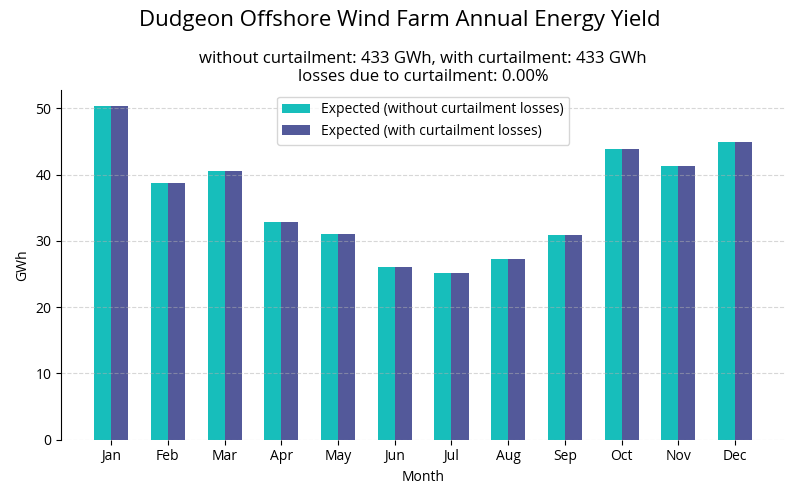 Dudgeon Offshore Wind Farm Annual Energy Yield
without curtailment: 433 GWh, with curtailment: 433 GWh
losses due to curtailment: 0.00%
Expected (without curtailment losses)
Expected (with curtailment losses)
GWh
50
40
30
20
10
0
Jan Feb Mar Apr May Jun Jul Aug Sep Oct Nov Dec
Month